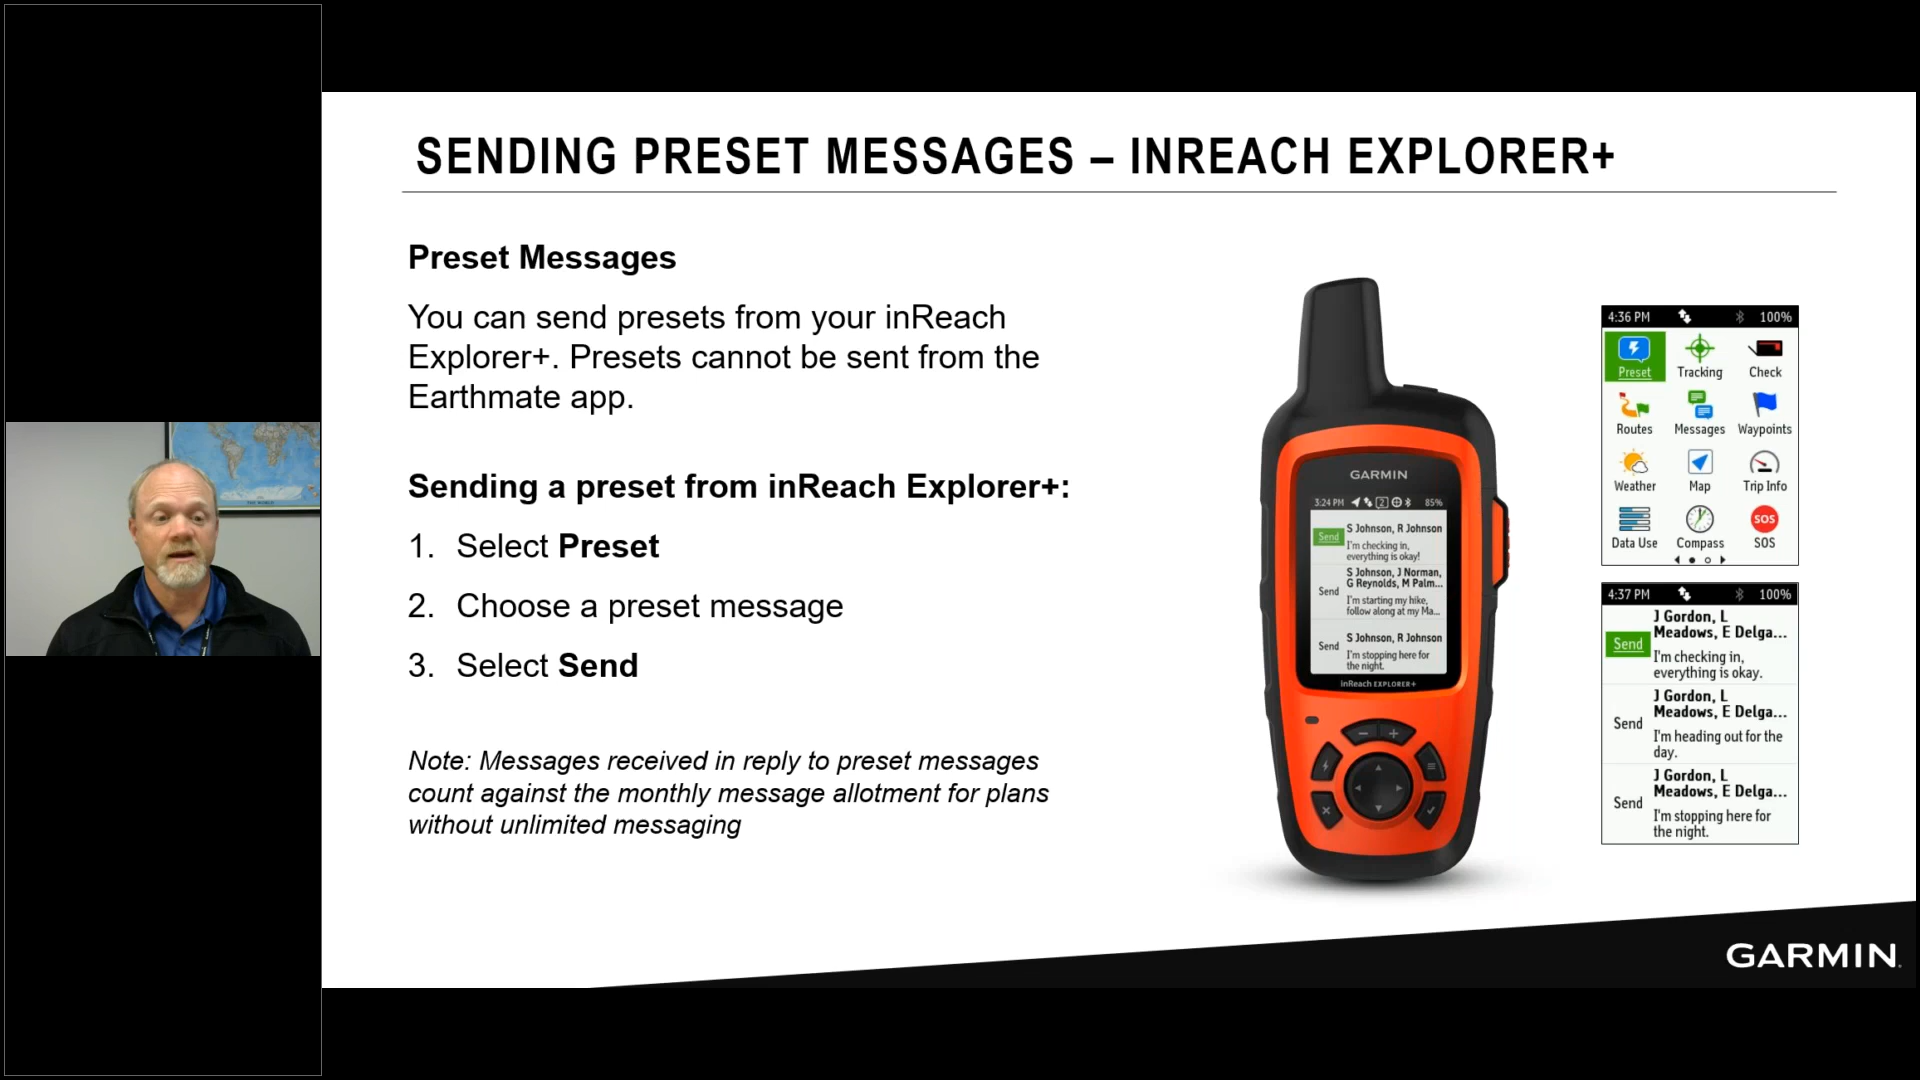 SENDING PRESET MESSAGES – INREACH EXPLORER+
Preset Messages
You can send presets from your inReach
Explorer+. Presets cannot be sent from the
Earthmate app.
Sending a preset from inReach Explorer+:
1. Select Preset
2. Choose a preset message
3. Select Send
Note: Messages received in reply to preset messages
count against the monthly message allotment for plans
without unlimited messaging
GARMIN
3:24 PM 2 85%
S Johnson, R Johnson
Send
I'm checking in,
everything is okay!
S Johnson, J Norman,
G Reynolds, M Palm...
Send
I'm starting my hike,
follow along at my Ma...
S Johnson, R Johnson
Send
I'm stopping here for
the night.
inReach EXPLORER+
4:36 PM 100%
Preset Tracking Check
Routes Messages Waypoints
Weather Map Trip Info
SOS
Data Use Compass SOS
4:37 PM 100%
J Gordon, L
Meadows, E Delga...
Send
I'm checking in,
everything is okay.
J Gordon, L
Meadows, E Delga...
Send
I'm heading out for the
day.
J Gordon, L
Meadows, E Delga...
Send
I'm stopping here for
the night.
GARMIN.